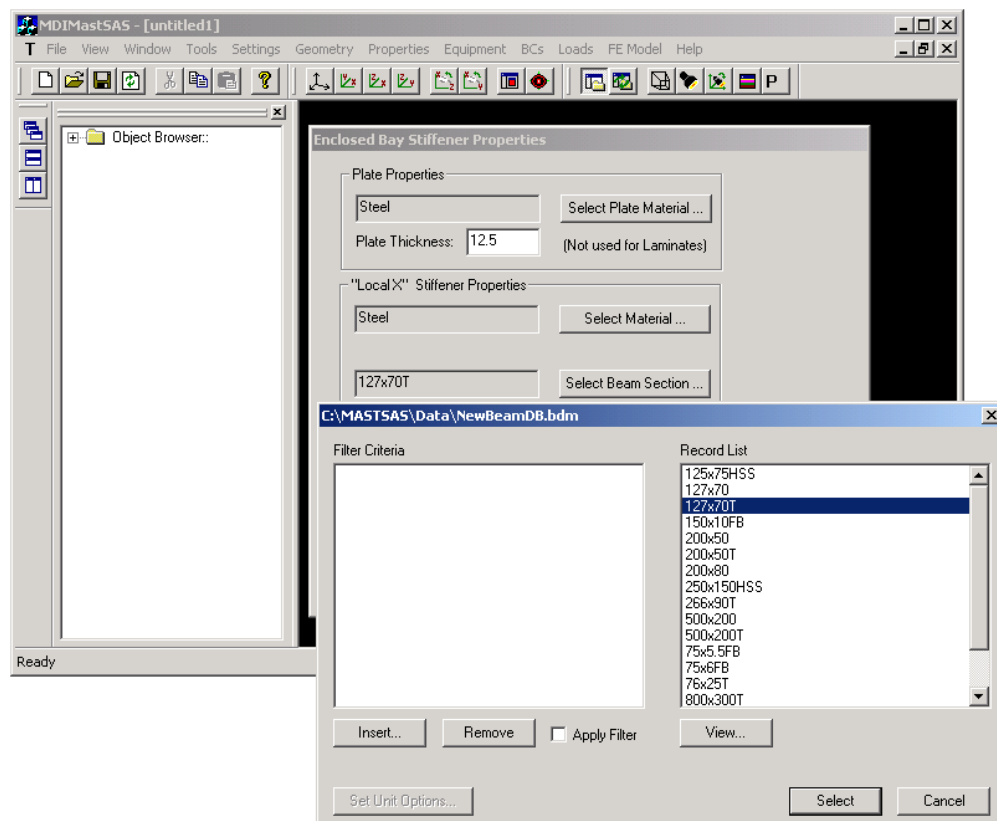 MDIMastSAS - [untitled1]
T File View Window Tools Settings Geometry Properties Equipment BCs Loads FE Model Help
P
Object Browser::
Enclosed Bay Stiffener Properties
Plate Properties
Steel
Select Plate Material ...
Plate Thickness: 12.5 (Not used for Laminates)
"Local X" Stiffener Properties
Steel
Select Material ...
127x70T
Select Beam Section ...
C:\MASTSAS\Data\NewBeamDB.bdm
Filter Criteria
Record List
125x75HSS
127x70
127x70T
150x10FB
200x50
200x50T
200x80
250x150HSS
266x90T
500x200
500x200T
75x5.5FB
75x6FB
76x25T
800x300T
Insert... Remove Apply Filter View...
Set Unit Options... Select Cancel
Ready